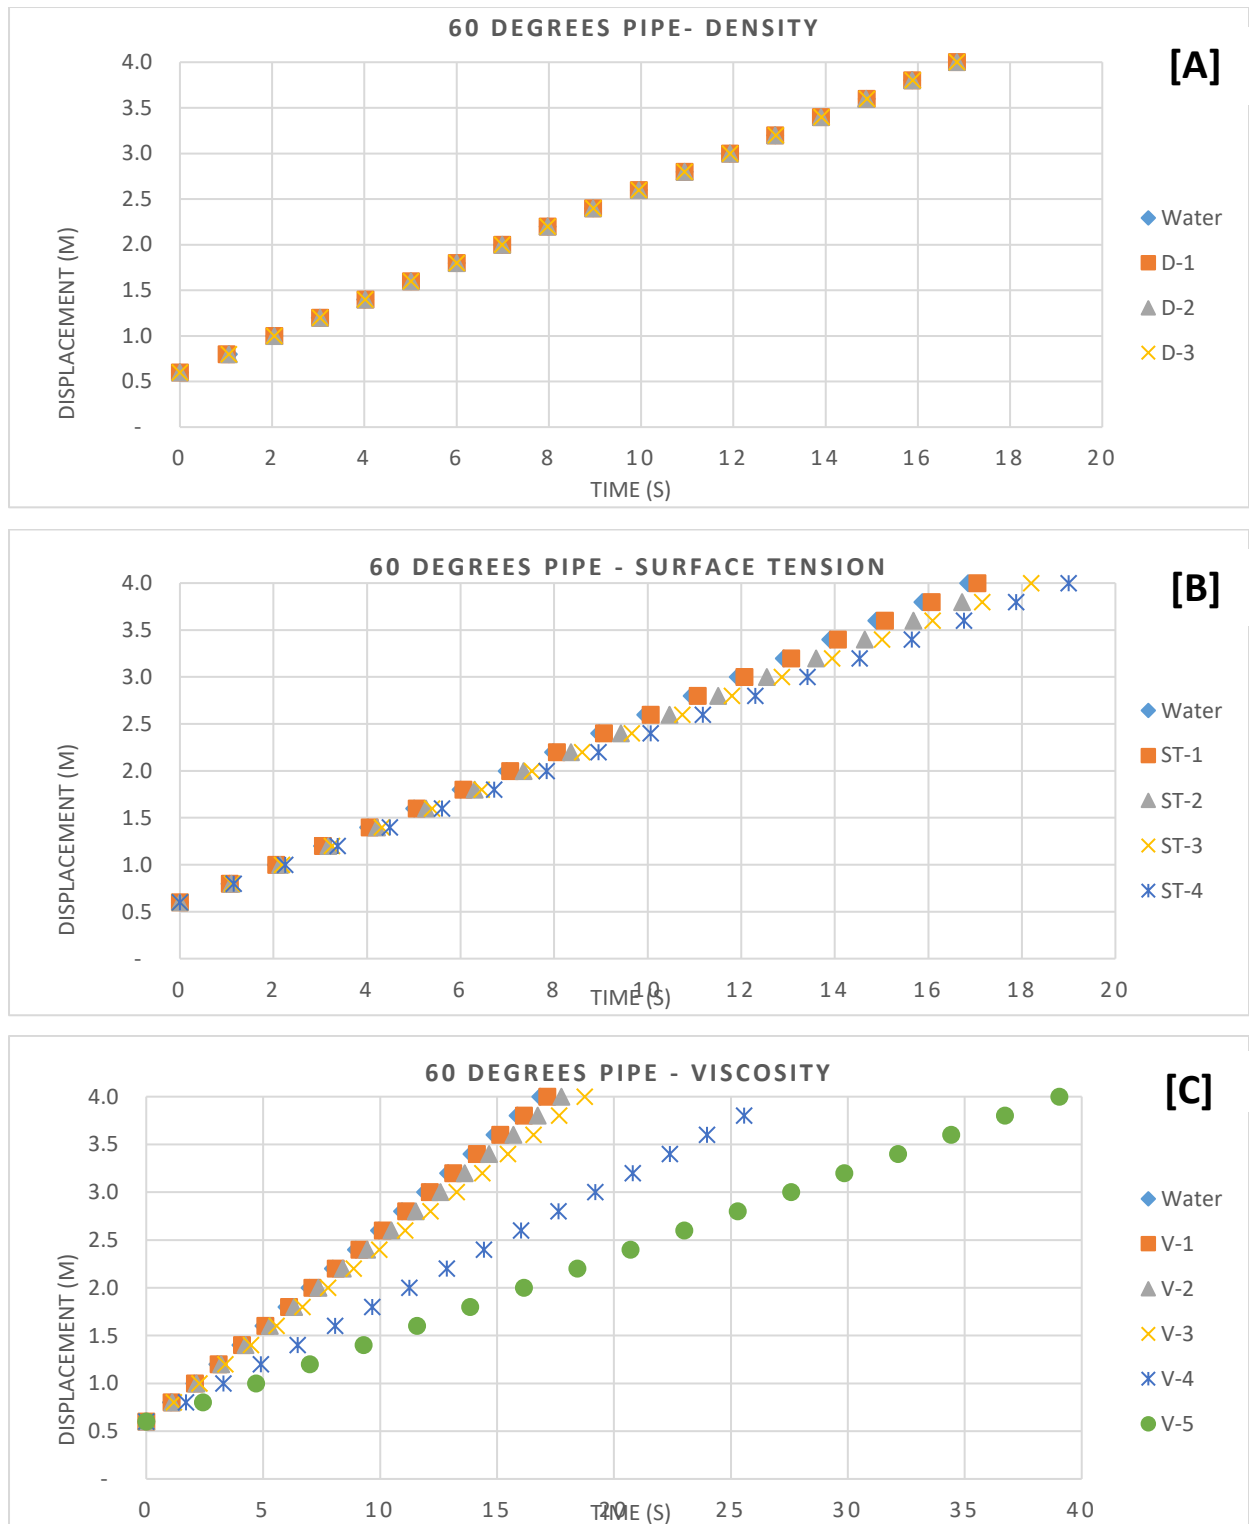 60 DEGREES PIPE- DENSITY
[A]
DISPLACEMENT (M)
4.0
3.5
3.0
2.5
2.0
1.5
1.0
0.5
-
0 2 4 6 8 10 12 14 16 18 20
TIME (S)
Water
D-1
D-2
D-3
60 DEGREES PIPE - SURFACE TENSION
[B]
DISPLACEMENT (M)
4.0
3.5
3.0
2.5
2.0
1.5
1.0
0.5
-
0 2 4 6 8 10 12 14 16 18 20
TIME (S)
Water
ST-1
ST-2
ST-3
ST-4
60 DEGREES PIPE - VISCOSITY
[C]
DISPLACEMENT (M)
4.0
3.5
3.0
2.5
2.0
1.5
1.0
0.5
-
0 5 10 15 20 25 30 35 40
TIME (S)
Water
V-1
V-2
V-3
V-4
V-5